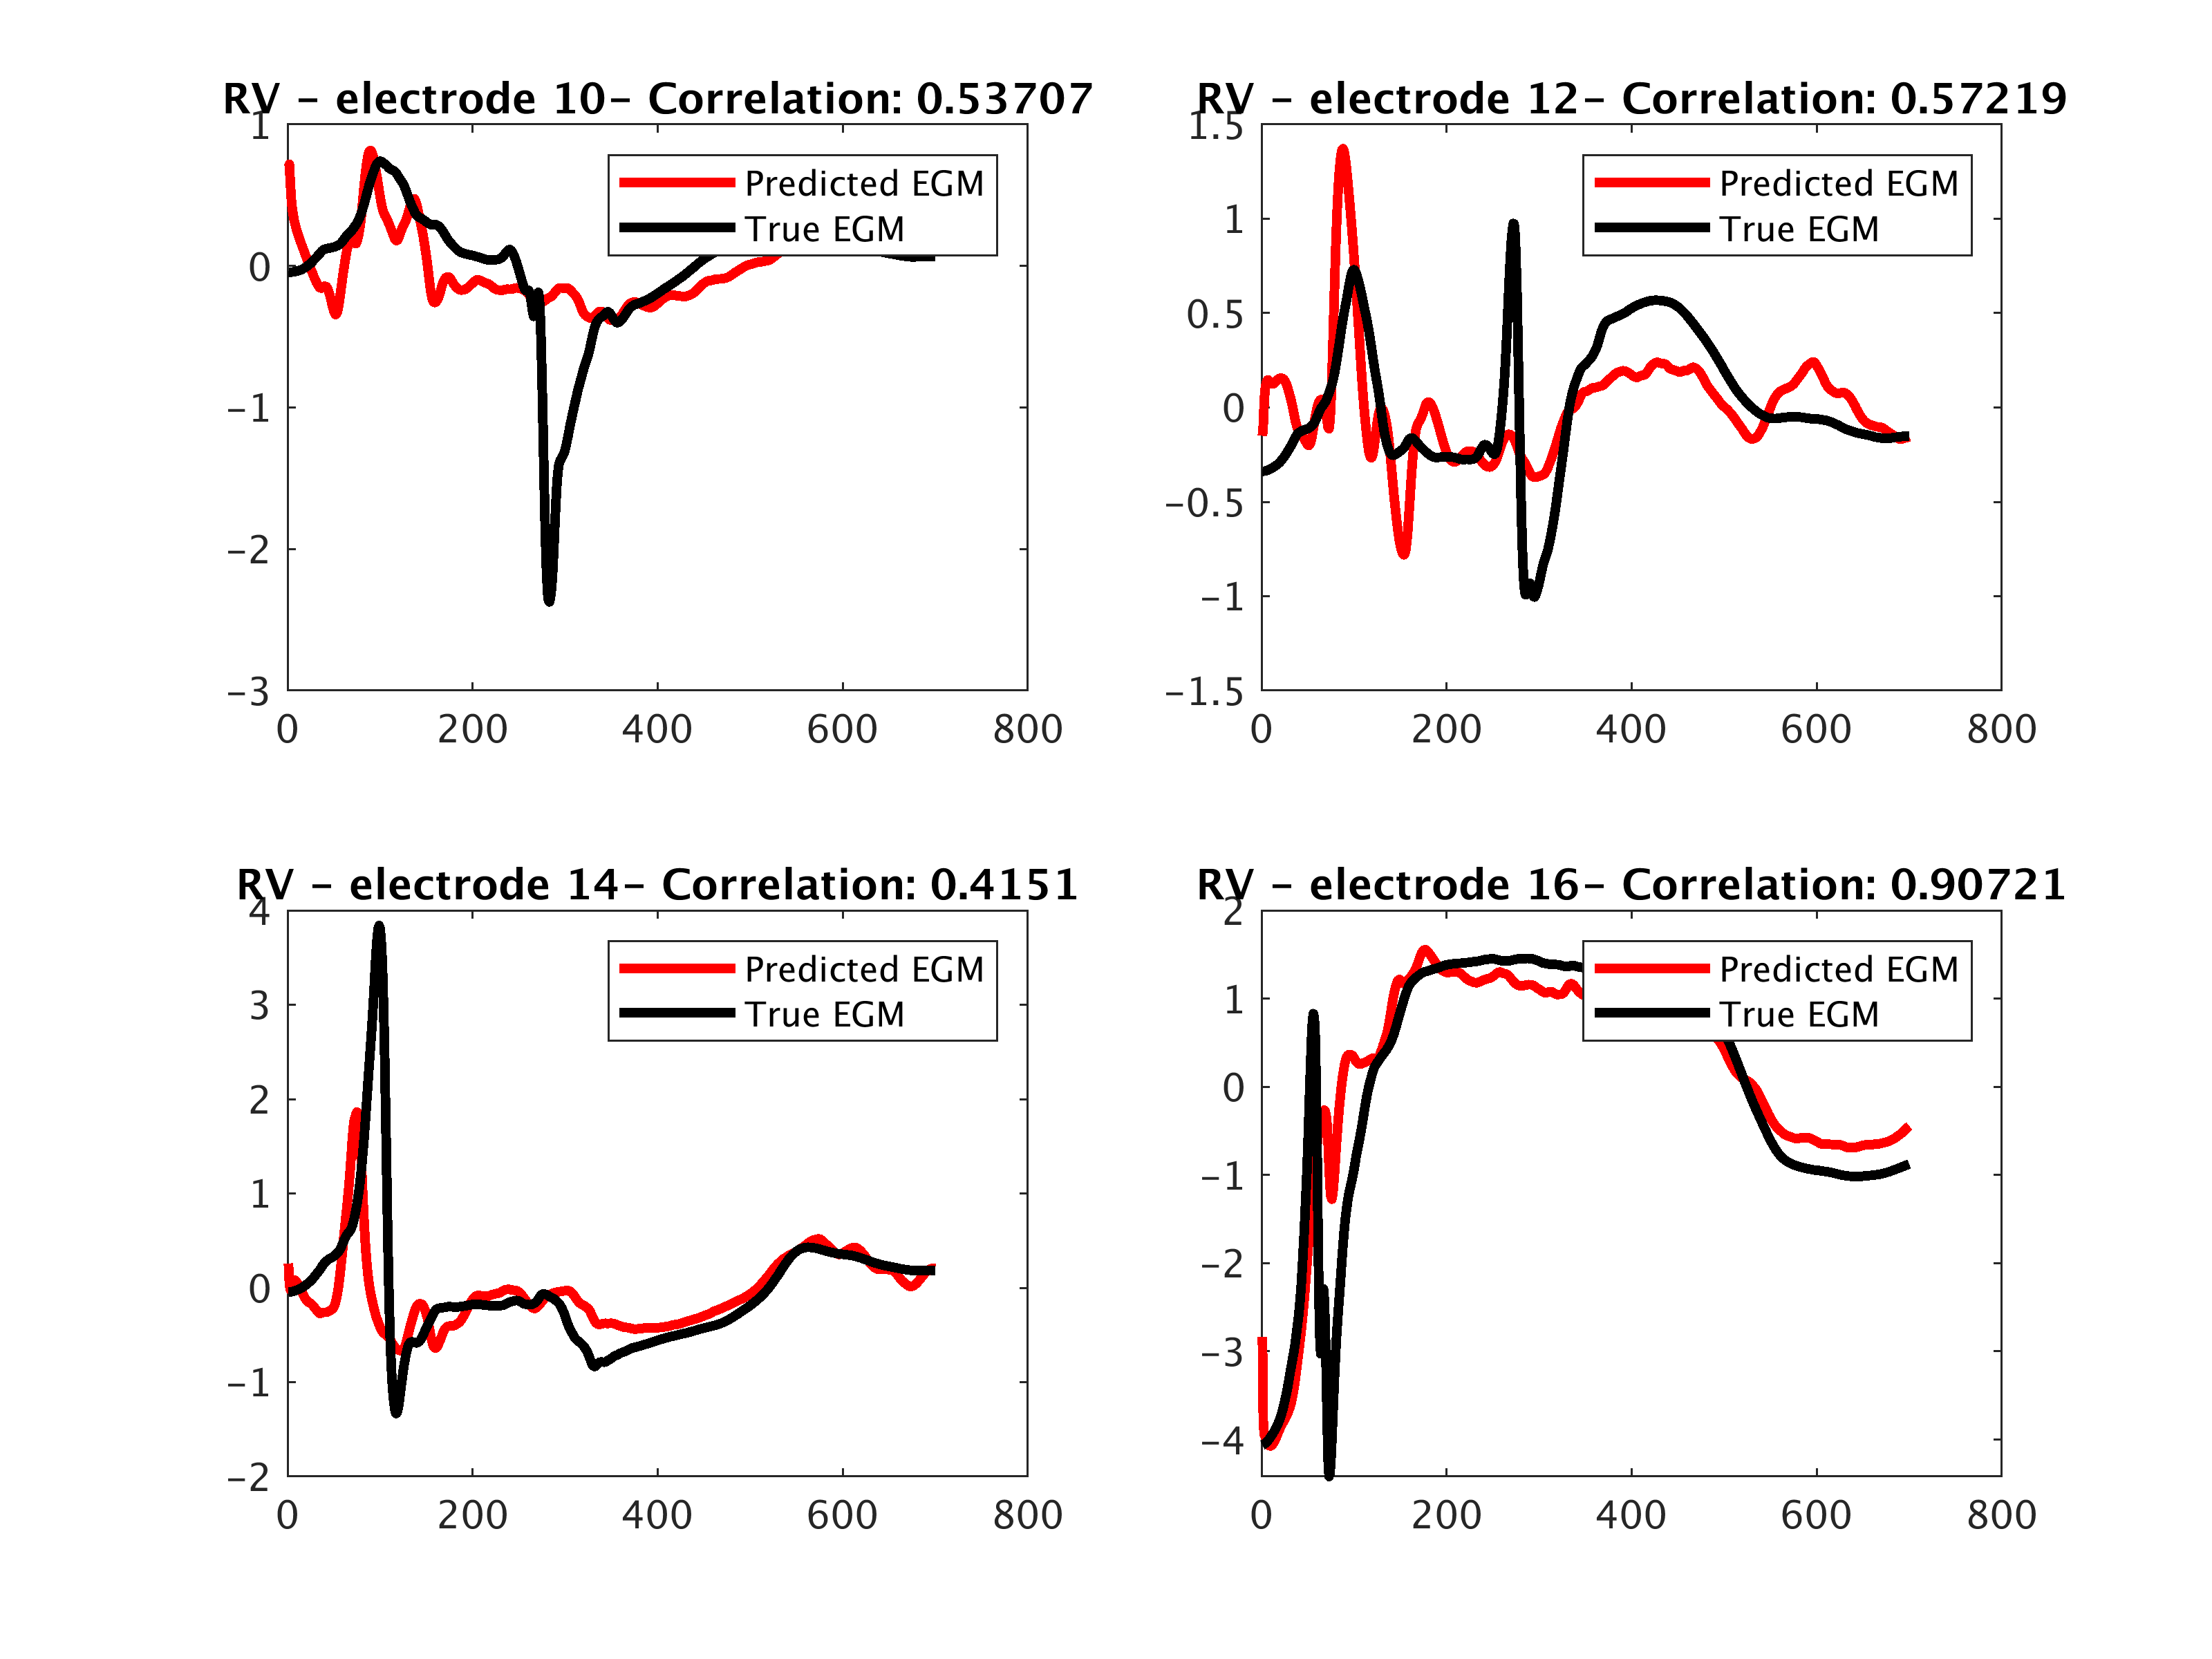 RV - electrode 10- Correlation: 0.53707
1
0
-1
-2
-3
0 200 400 600 800
Predicted EGM
True EGM
RV - electrode 12- Correlation: 0.57219
1.5
1
0.5
0
-0.5
-1
-1.5
0 200 400 600 800
Predicted EGM
True EGM
RV - electrode 14- Correlation: 0.4151
4
3
2
1
0
-1
-2
0 200 400 600 800
Predicted EGM
True EGM
RV - electrode 16- Correlation: 0.90721
2
1
0
-1
-2
-3
-4
0 200 400 600 800
Predicted EGM
True EGM